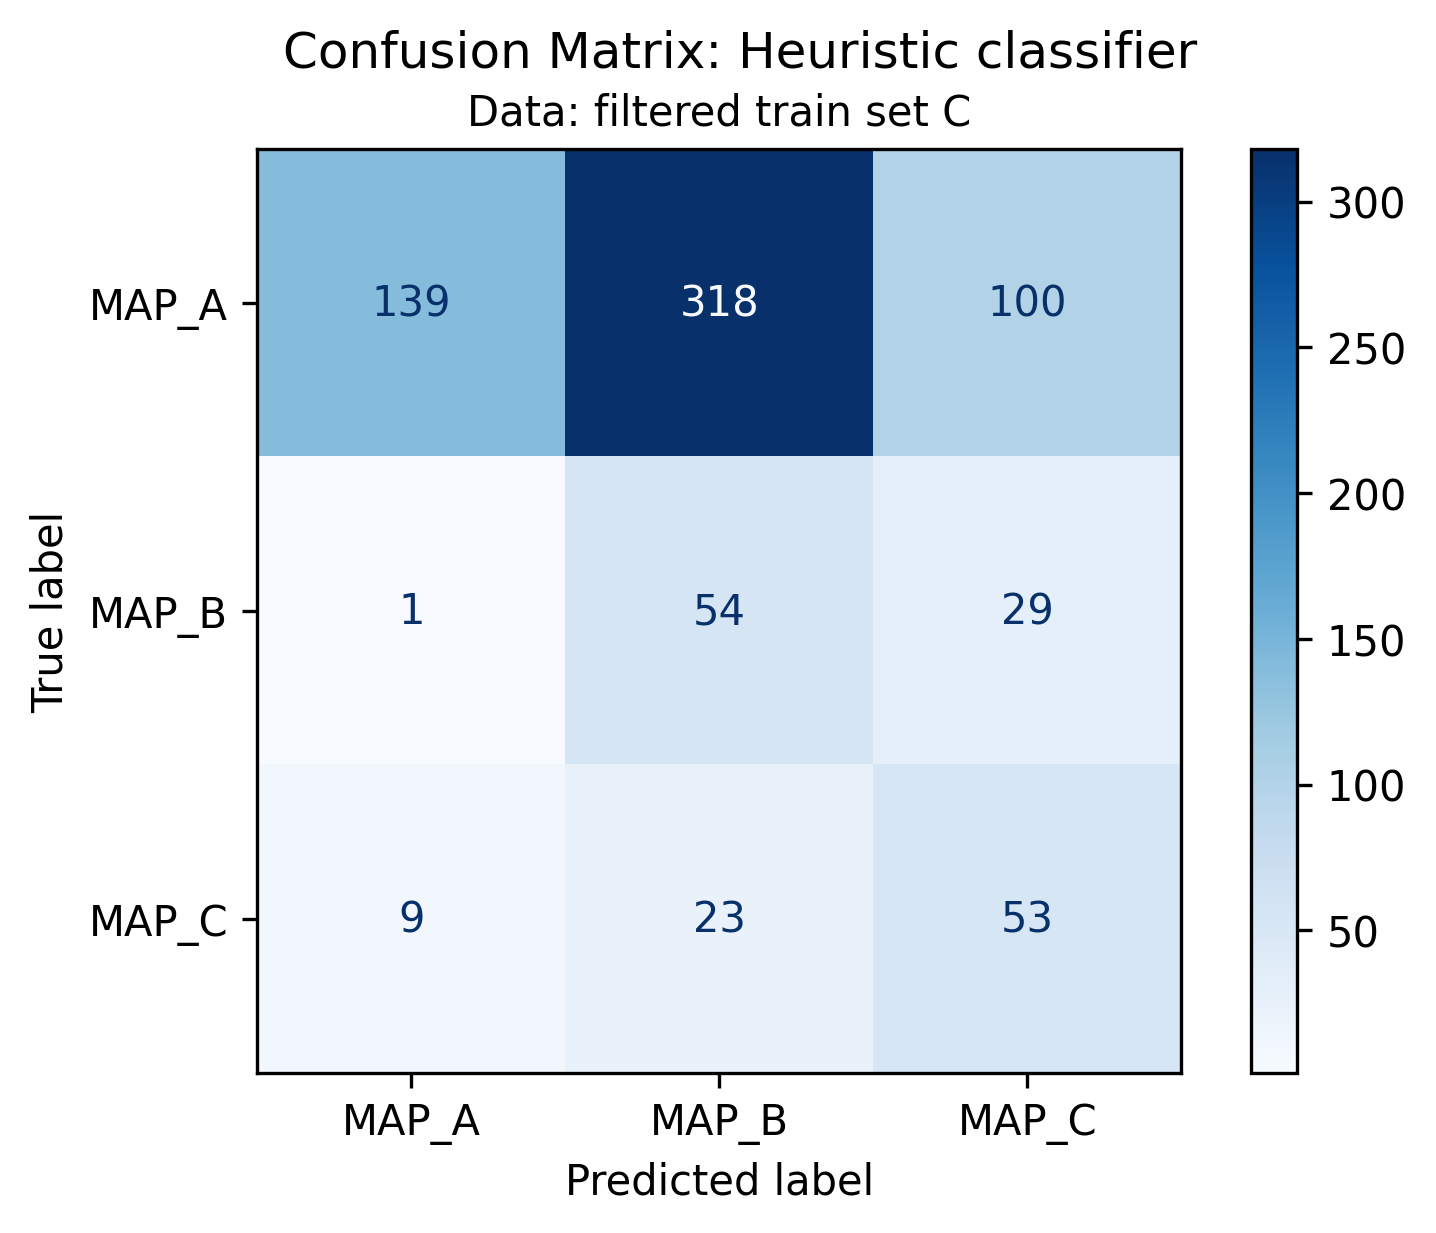 Confusion Matrix: Heuristic classifier
Data: filtered train set C
True label
MAP_A
139
318
100
MAP_B
1
54
29
MAP_C
9
23
53
MAP_A
MAP_B
MAP_C
Predicted label
300
250
200
150
100
50